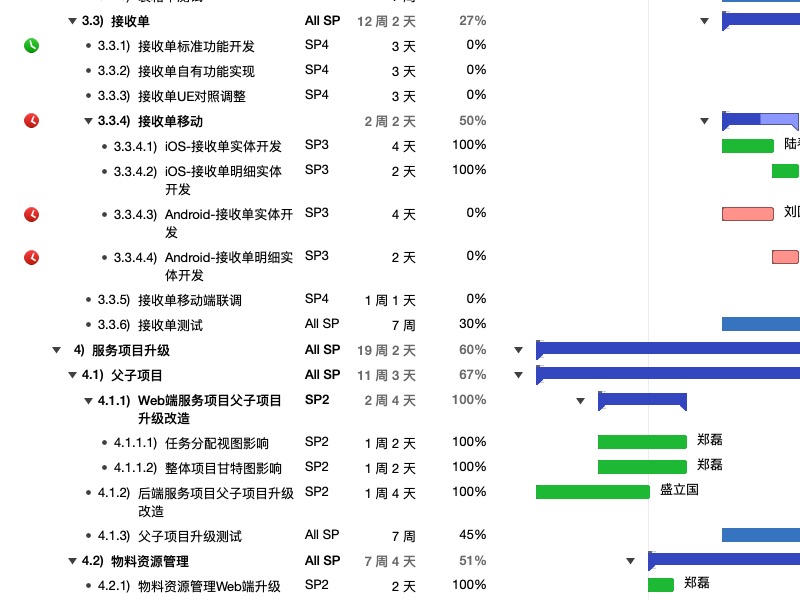 3.3) 接收单 All SP 12 周 2 天 27%
3.3.1) 接收单标准功能开发 SP4 3 天 0%
3.3.2) 接收单自有功能实现 SP4 3 天 0%
3.3.3) 接收单UE对照调整 SP4 3 天 0%
3.3.4) 接收单移动 2 周 2 天 50%
3.3.4.1) iOS-接收单实体开发 SP3 4 天 100%
3.3.4.2) iOS-接收单明细实体 SP3 2 天 100%
开发
3.3.4.3) Android-接收单实体开 SP3 4 天 0%
发
3.3.4.4) Android-接收单明细实 SP3 2 天 0%
体开发
3.3.5) 接收单移动端联调 SP4 1 周 1 天 0%
3.3.6) 接收单测试 All SP 7 周 30%
4) 服务项目升级 All SP 19 周 2 天 60%
4.1) 父子项目 All SP 11 周 3 天 67%
4.1.1) Web端服务项目父子项目 SP2 2 周 4 天 100%
升级改造
4.1.1.1) 任务分配视图影响 SP2 1 周 2 天 100% 郑磊
4.1.1.2) 整体项目甘特图影响 SP2 1 周 2 天 100% 郑磊
4.1.2) 后端服务项目父子项目升级 SP2 1 周 4 天 100% 盛立国
改造
4.1.3) 父子项目升级测试 All SP 7 周 45%
4.2) 物料资源管理 All SP 7 周 4 天 51%
4.2.1) 物料资源管理Web端升级 SP2 2 天 100% 郑磊